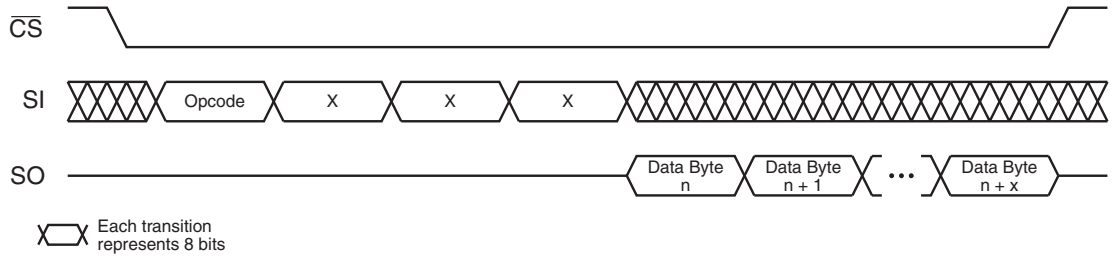 CS
SI
Opcode
X
X
X
SO
Data Byte
n
Data Byte
n + 1
•••
Data Byte
n + x
Each transition
represents 8 bits